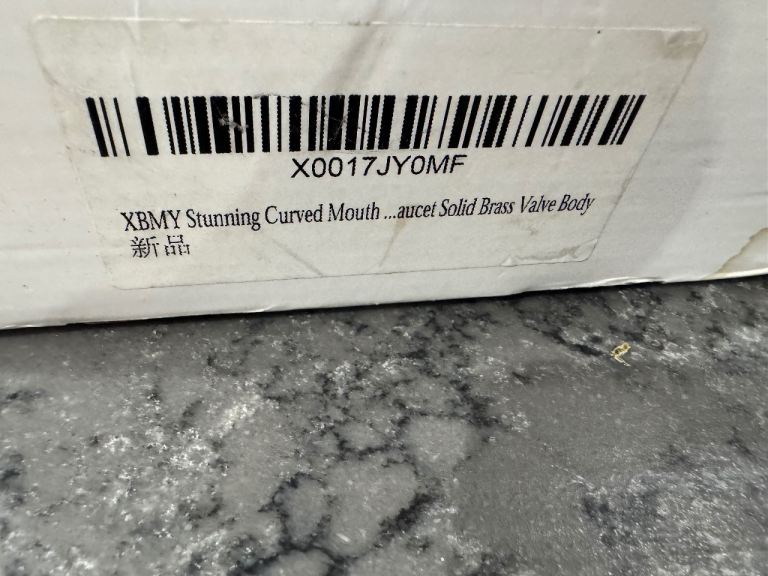 X0017JY0MF
XBMY Stunning Curved Mouth ...aucet Solid Brass Valve Body
新品